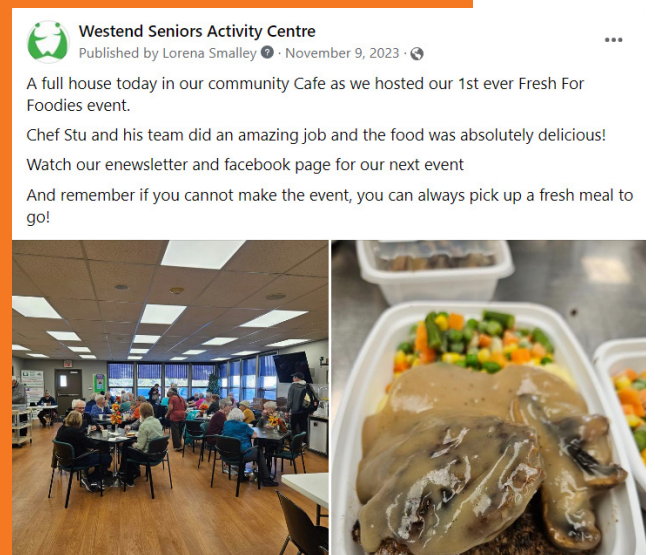 Westend Seniors Activity Centre
Published by Lorena Smalley ? · November 9, 2023 ·
A full house today in our community Cafe as we hosted our 1st ever Fresh For
Foodies event.
Chef Stu and his team did an amazing job and the food was absolutely delicious!
Watch our enewsletter and facebook page for our next event
And remember if you cannot make the event, you can always pick up a fresh meal to
go!